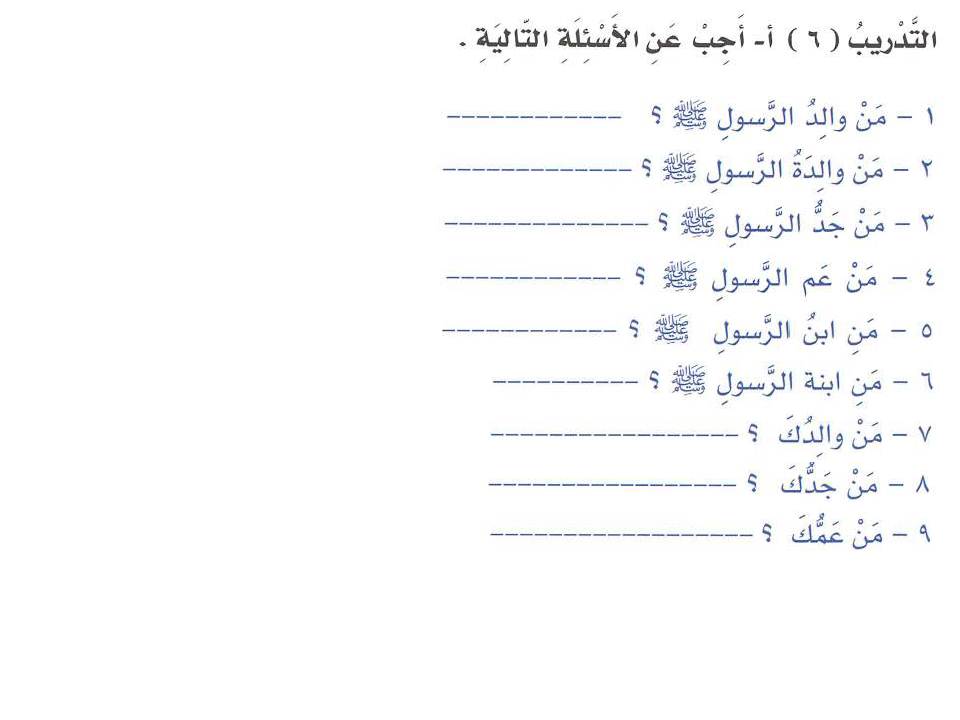 التَّدْريبُ ( ٦ ) أ- أَجِبْ عَنِ الأَسْئِلَةِ التّالِيَةِ .
١ – مَنْ والِدُ الرَّسولِ ﷺ ؟ ------------
٢ – مَنْ والِدَةُ الرَّسولِ ﷺ ؟ -------------
٣ – مَنْ جَدُّ الرَّسولِ ﷺ ؟ --------------
٤ – مَنْ عَم الرَّسولِ ﷺ ؟ ------------
٥ – مَنِ ابنُ الرَّسولِ ﷺ ؟ ------------
٦ – مَنِ ابنة الرَّسولِ ﷺ ؟ ----------
٧ – مَنْ والِدُكَ ؟ -----------------
٨ – مَنْ جَدُّكَ ؟ -----------------
٩ – مَنْ عَمُّكَ ؟ ------------------